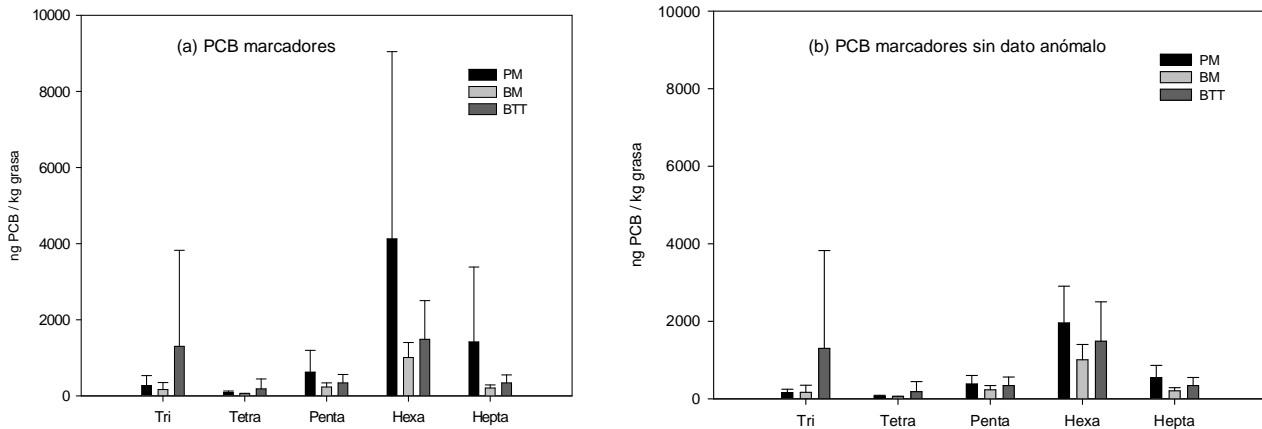 (a) PCB marcadores
PM
BM
BTT
10000
8000
6000
4000
2000
0
ng PCB / kg grasa
Tri Tetra Penta Hexa Hepta
(b) PCB marcadores sin dato anómalo
PM
BM
BTT
10000
8000
6000
4000
2000
0
ng PCB / kg grasa
Tri Tetra Penta Hexa Hepta